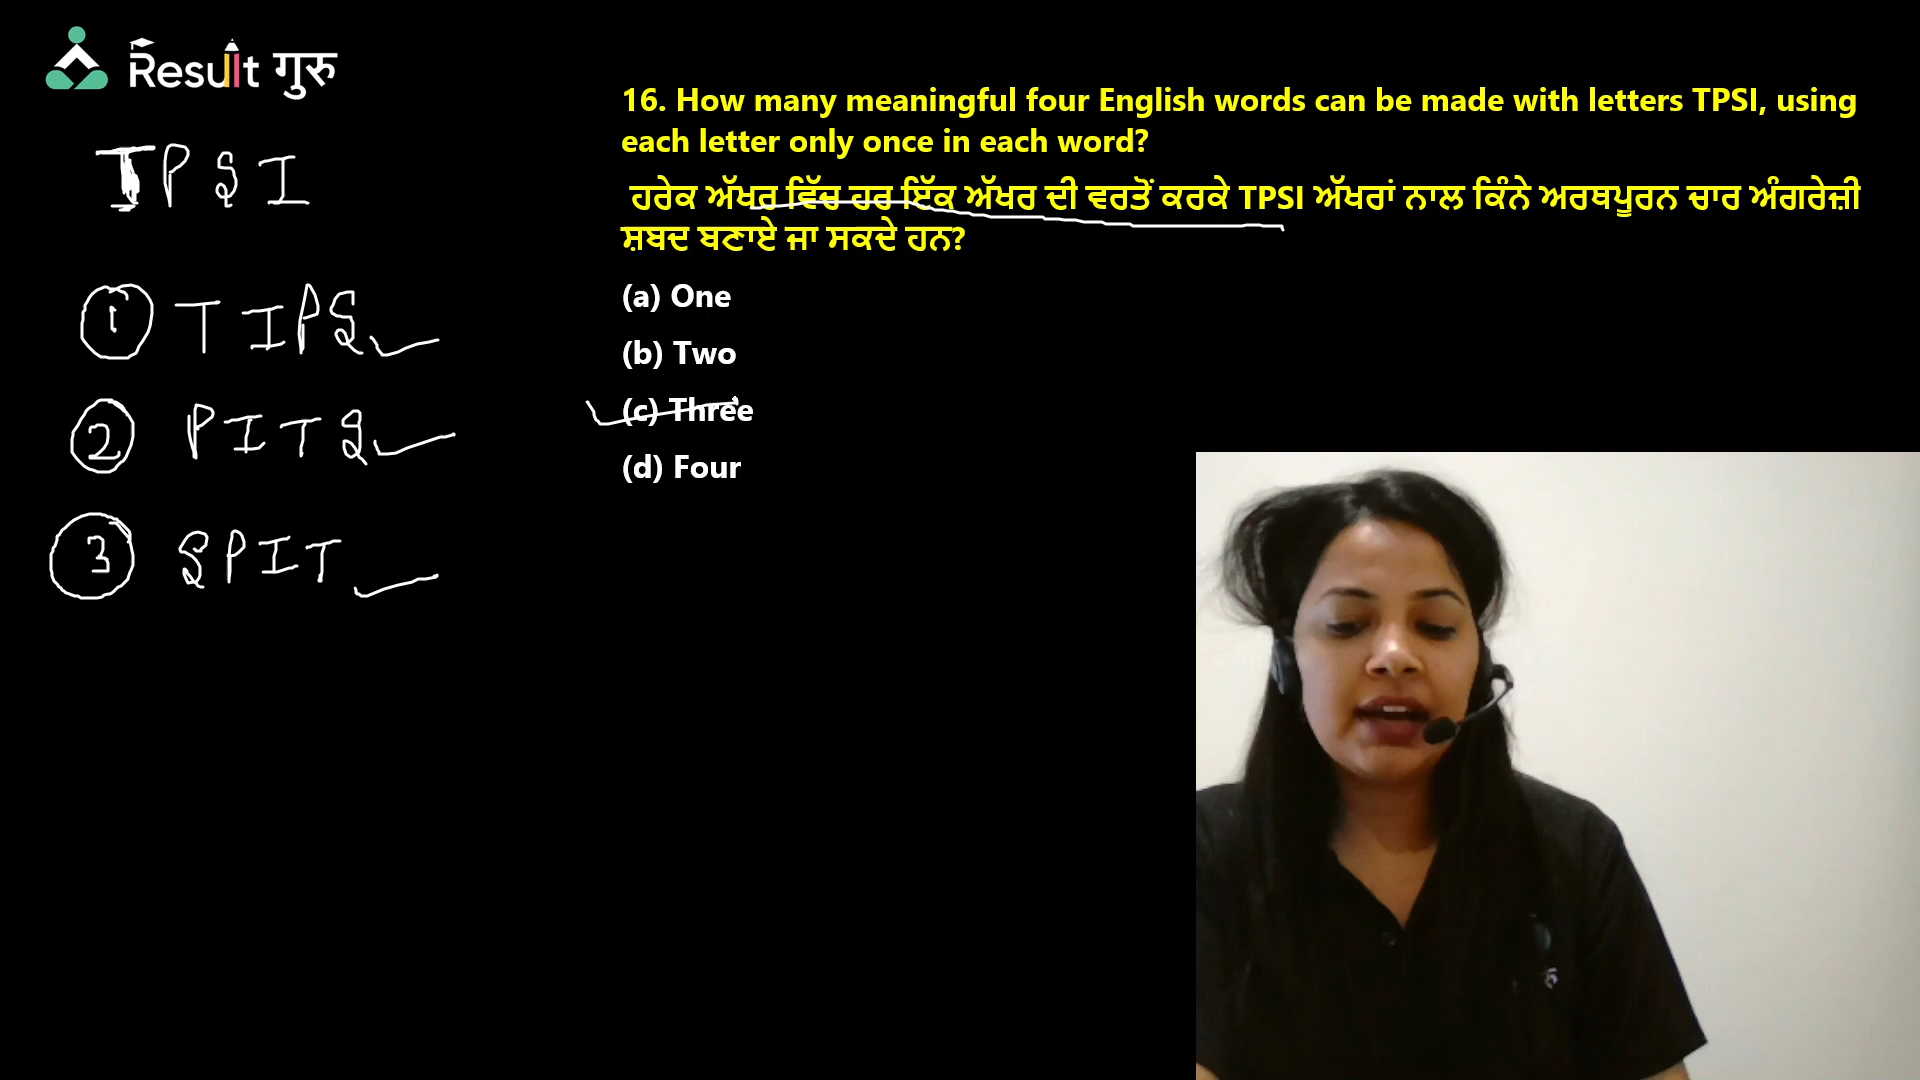 Result गुरु
16. How many meaningful four English words can be made with letters TPSI, using
each letter only once in each word?
ਹਰੇਕ ਅੱਖਰ ਵਿੱਚ ਹਰ ਇੱਕ ਅੱਖਰ ਦੀ ਵਰਤੋਂ ਕਰਕੇ TPSI ਅੱਖਰਾਂ ਨਾਲ ਕਿੰਨੇ ਅਰਥਪੂਰਨ ਚਾਰ ਅੰਗਰੇਜ਼ੀ
ਸ਼ਬਦ ਬਣਾਏ ਜਾ ਸਕਦੇ ਹਨ?
(a) One
(b) Two
(c) Three
(d) Four
TPSI
1 TIPS
2 PITS
3 SPIT